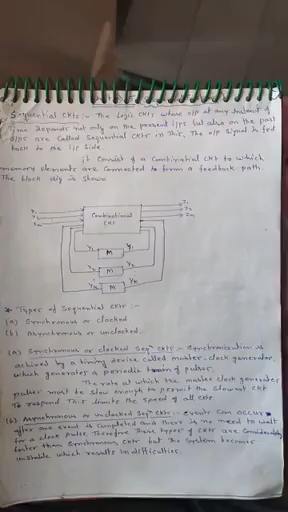 Sequential CKTs :- The Logic CKTs whose o/p at any instant of
Time Depends not only on the present I/Ps but also on the past
o/ps are Called Sequential CKTs in This, The o/p Signal is fed
back to the I/P Side.
it Consist of a Combinational CKt to which
memory elements are connected to form a feedback path.
The block dig is Shown
Combinational
CKT
Z1
Z2
Zm
M
M
M
* Types of Sequential CKTs :-
(a) Synchronous or clocked
(b) Asynchronous or unclocked.
(a) Synchronous or clocked Seqn CKTs :- Synchronization is
achived by a timing device called master-clock generator,
which generates a periodic train of pulses.
The rate at which the master clock generates
pulses must be slow enough to permit the slowest CKT
To respond This limits the Speed of all CKTs
(b) Asynchronous or unclocked Seqn CKTs :- events Can occur
after one event is Completed and there is no need to wait
for a clock pulse Therefore These types of CKTs are Considerably
faster than Synchronous CKTs but the System becomes
unstable which results in difficulties.